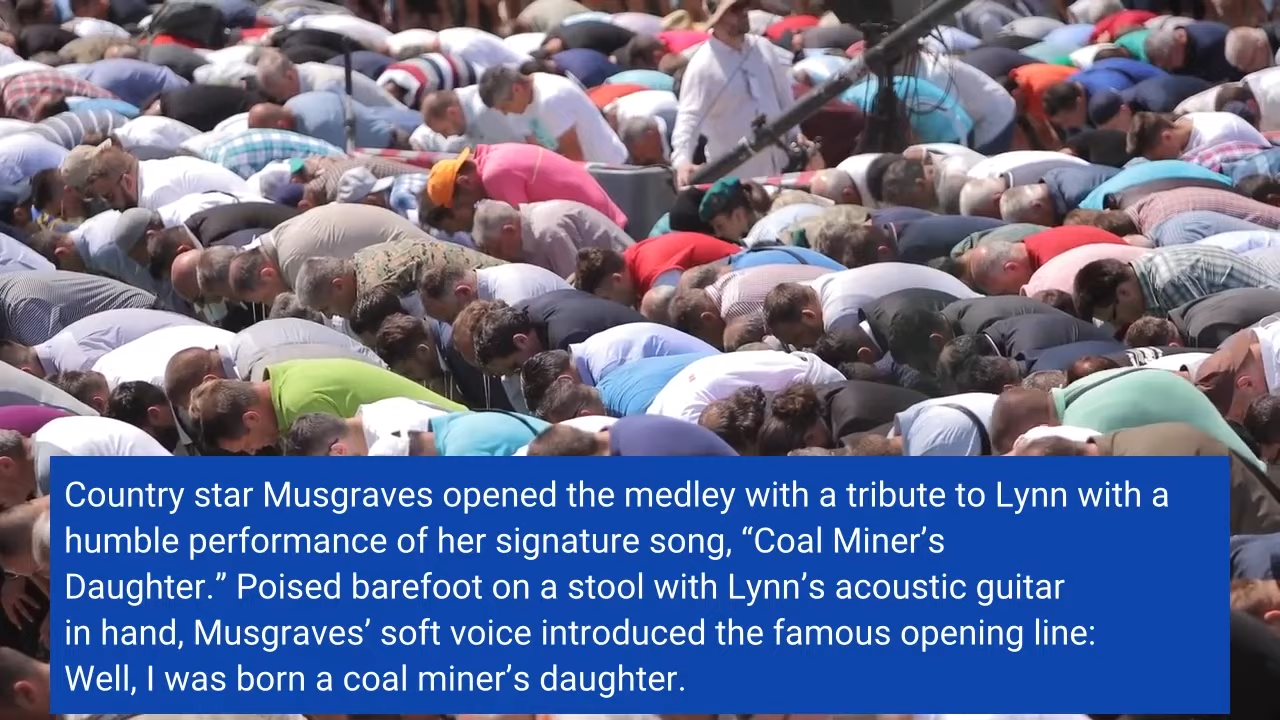 Country star Musgraves opened the medley with a tribute to Lynn with a
humble performance of her signature song, “Coal Miner’s
Daughter.” Poised barefoot on a stool with Lynn’s acoustic guitar
in hand, Musgraves’ soft voice introduced the famous opening line:
Well, I was born a coal miner’s daughter.